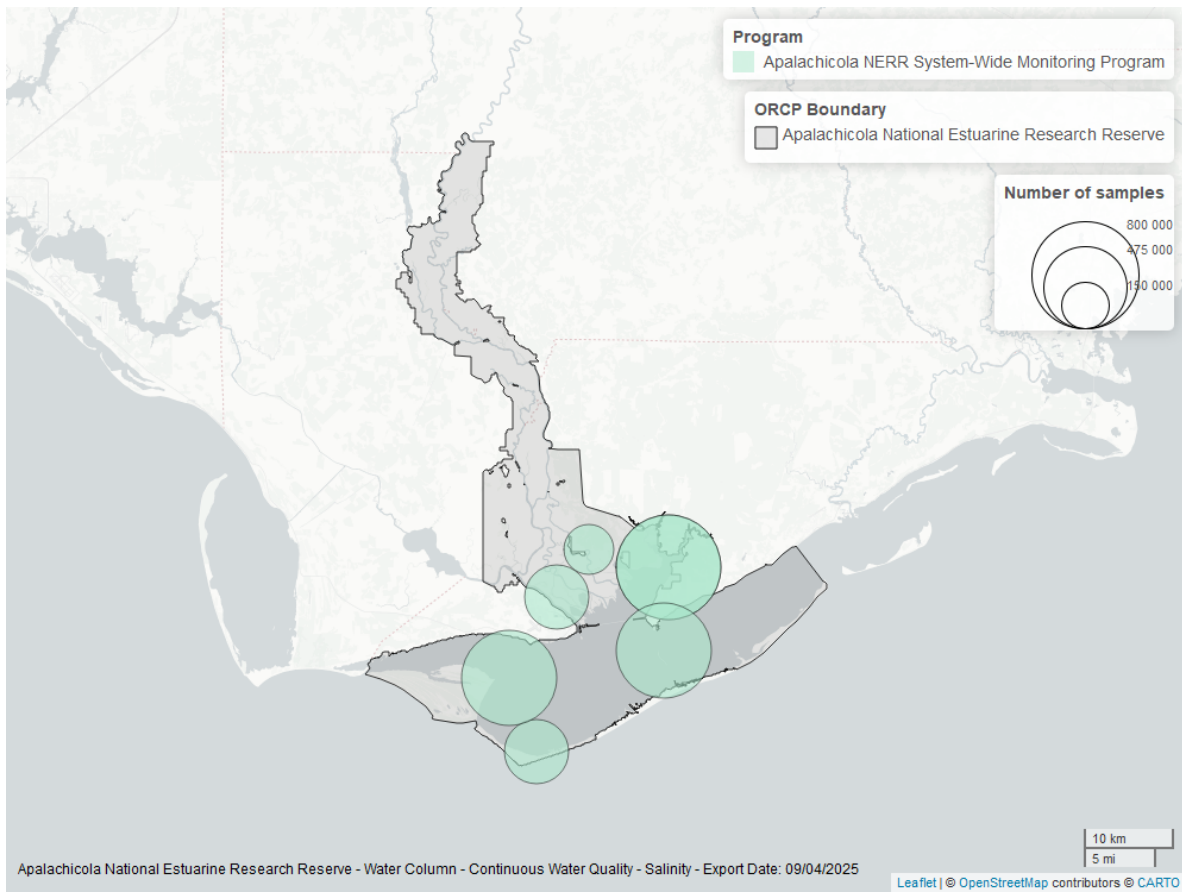 Program
Apalachicola NERR System-Wide Monitoring Program
ORCP Boundary
Apalachicola National Estuarine Research Reserve
Number of samples
800 000
475 000
150 000
10 km
5 mi
Apalachicola National Estuarine Research Reserve - Water Column - Continuous Water Quality - Salinity - Export Date: 09/04/2025
Leaflet | © OpenStreetMap contributors © CARTO